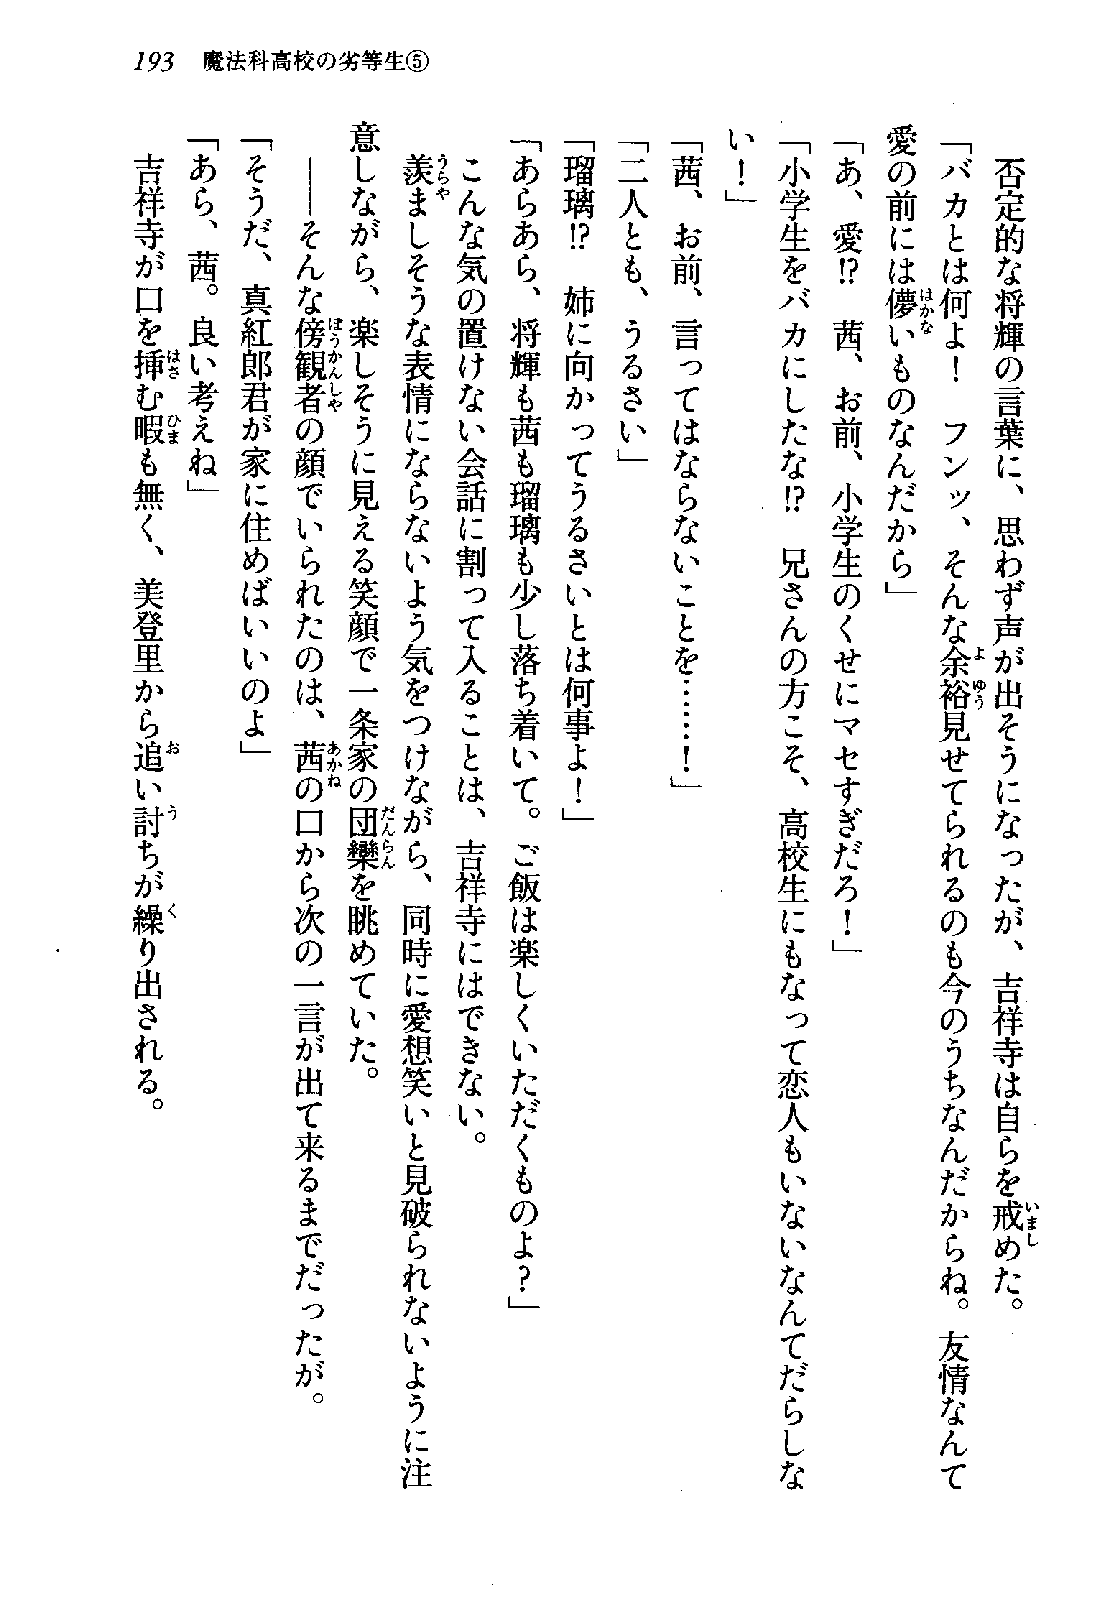 193　魔法科高校の劣等生⑤
否定的な将輝の言葉に、思わず声が出そうになったが、吉祥寺は自らを戒めた。
「バカとは何よ！　フンッ、そんな余裕見せてられるのも今のうちなんだからね。友情なんて
愛の前には儚いものなんだから」
「あ、愛!?　茜、お前、小学生のくせにマセすぎだろ！」
「小学生をバカにしたな!?　兄さんの方こそ、高校生にもなって恋人もいないなんてだらしな
い！」
「茜、お前、言ってはならないことを……！」
「二人とも、うるさい」
「瑠璃!?　姉に向かってうるさいとは何事よ！」
「あらあら、将輝も茜も瑠璃も少し落ち着いて。ご飯は楽しくいただくものよ？」
こんな気の置けない会話に割って入ることは、吉祥寺にはできない。
羨ましそうな表情にならないよう気をつけながら、同時に愛想笑いと見破られないように注
意しながら、楽しそうに見える笑顔で一条家の団欒を眺めていた。
――そんな傍観者の顔でいられたのは、茜の口から次の一言が出て来るまでだったが。
「そうだ、真紅郎君が家に住めばいいのよ」
「あら、茜。良い考えね」
吉祥寺が口を挿む暇も無く、美登里から追い討ちが繰り出される。